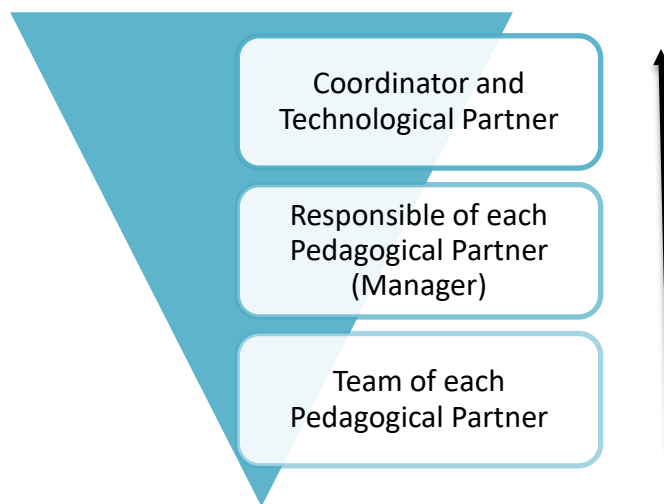 Coordinator and
Technological Partner
Responsible of each
Pedagogical Partner
(Manager)
Team of each
Pedagogical Partner